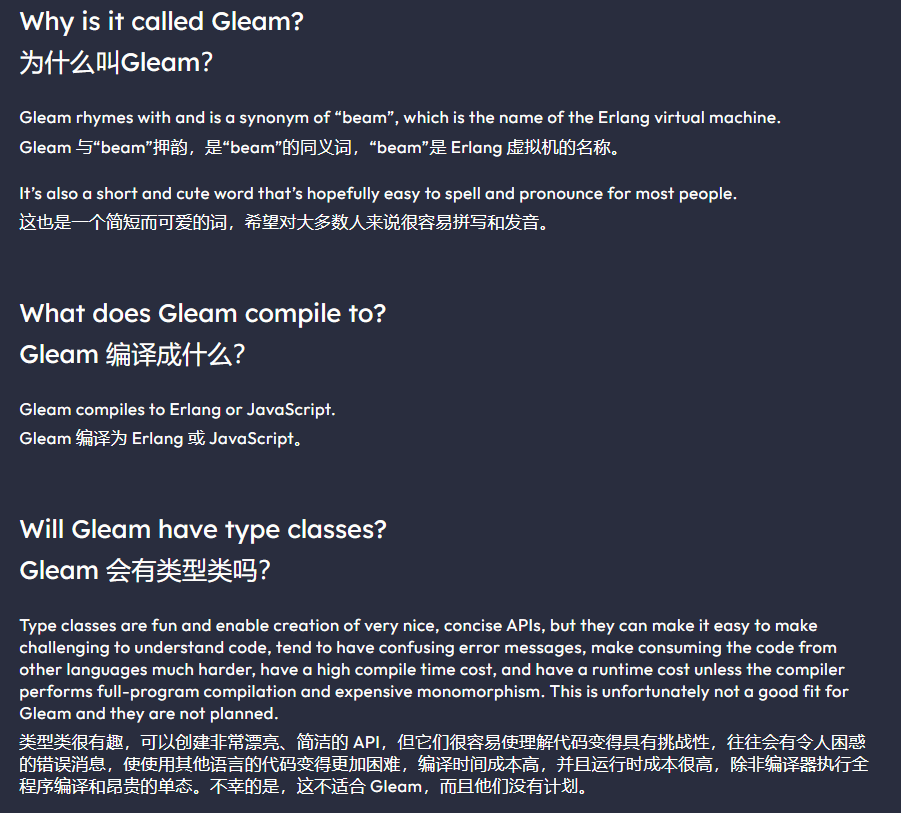 Why is it called Gleam?
为什么叫Gleam？
Gleam rhymes with and is a synonym of “beam”, which is the name of the Erlang virtual machine.
Gleam 与“beam”押韵，是“beam”的同义词，“beam”是 Erlang 虚拟机的名称。
It’s also a short and cute word that’s hopefully easy to spell and pronounce for most people.
这也是一个简短而可爱的词，希望对大多数人来说很容易拼写和发音。
What does Gleam compile to?
Gleam 编译成什么？
Gleam compiles to Erlang or JavaScript.
Gleam 编译为 Erlang 或 JavaScript。
Will Gleam have type classes?
Gleam 会有类型类吗？
Type classes are fun and enable creation of very nice, concise APIs, but they can make it easy to make
challenging to understand code, tend to have confusing error messages, make consuming the code from
other languages much harder, have a high compile time cost, and have a runtime cost unless the compiler
performs full-program compilation and expensive monomorphism. This is unfortunately not a good fit for
Gleam and they are not planned.
类型类很有趣，可以创建非常漂亮、简洁的 API，但它们很容易使理解代码变得具有挑战性，往往会有令人困惑
的错误消息，使使用其他语言的代码变得更加困难，编译时间成本高，并且运行时成本很高，除非编译器执行全
程序编译和昂贵的单态。不幸的是，这不适合 Gleam，而且他们没有计划。